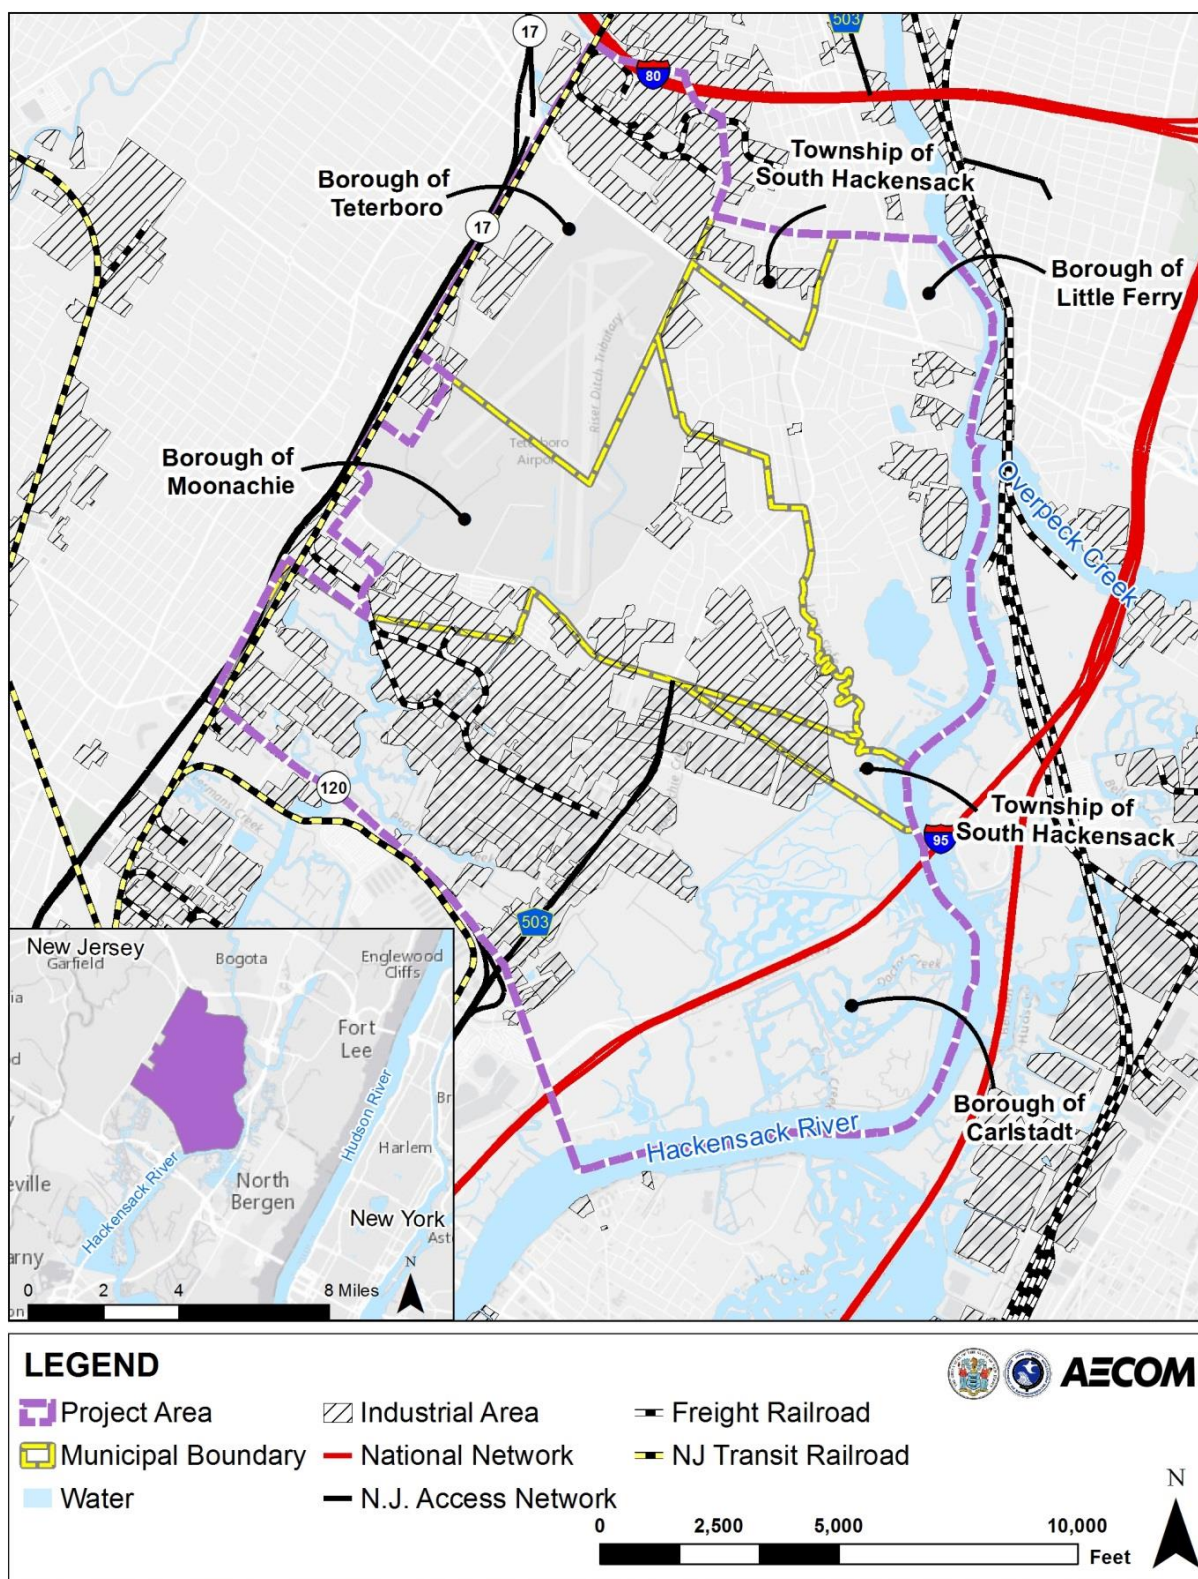 17
503
80
Township of
South Hackensack
Borough of
Teterboro
17
Borough of
Little Ferry
Riser Ditch Tributary
Teterboro
Airport
Borough of
Moonachie
Overpeck Creek
120
Township of
South Hackensack
95
503
Doctor Creek
Borough of
Carlstadt
Hackensack River
New Jersey
Garfield
Bogota
Englewood
Cliffs
Fort
Lee
Hudson River
Harlem
North
Bergen
Hackensack River
New York
N
0 2 4 8 Miles
LEGEND
AECOM
Project Area
Industrial Area
Freight Railroad
Municipal Boundary
National Network
NJ Transit Railroad
Water
N.J. Access Network
N
0 2,500 5,000 10,000
Feet